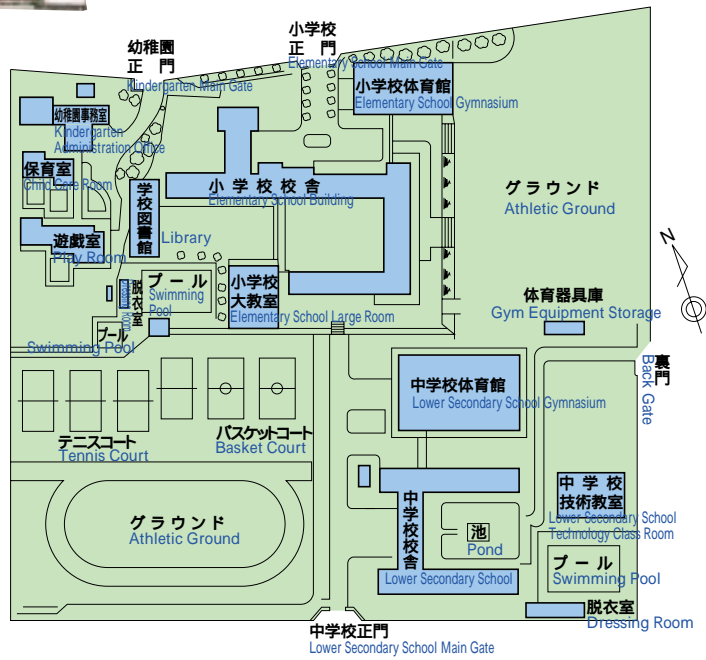 小学校
正 門
Elementary School Main Gate
幼稚園
正 門
Kindergarten Main Gate
小学校体育館
Elementary School Gymnasium
幼稚園事務室
Kindergarten
Administration Office
保育室
Child Care Room
学校図書館
Library
小 学 校 校 舎
Elementary School Building
グラウンド
Athletic Ground
遊戯室
Play Room
脱衣室
Dressing Room
プール
Swimming
Pool
小学校
大教室
Elementary School Large Room
プール
Swimming Pool
体育器具庫
Gym Equipment Storage
N
裏門
Back Gate
中学校体育館
Lower Secondary School Gymnasium
テニスコート
Tennis Court
バスケットコート
Basket Court
グラウンド
Athletic Ground
中学校校舎
Lower Secondary School
池
Pond
中 学 校
技術教室
Lower Secondary School
Technology Class Room
プール
Swimming Pool
脱衣室
Dressing Room
中学校正門
Lower Secondary School Main Gate